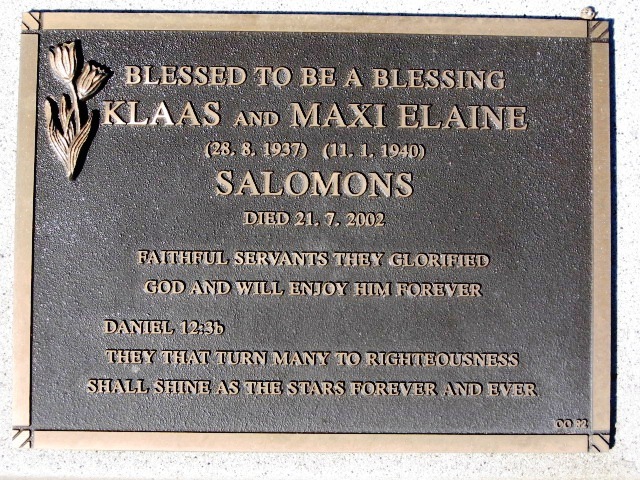 BLESSED TO BE A BLESSING
KLAAS AND MAXI ELAINE
(28. 8. 1937) (11. 1. 1940)
SALOMONS
DIED 21. 7. 2002
FAITHFUL SERVANTS THEY GLORIFIED
GOD AND WILL ENJOY HIM FOREVER
DANIEL 12:3b
THEY THAT TURN MANY TO RIGHTEOUSNESS
SHALL SHINE AS THE STARS FOREVER AND EVER
OO 82